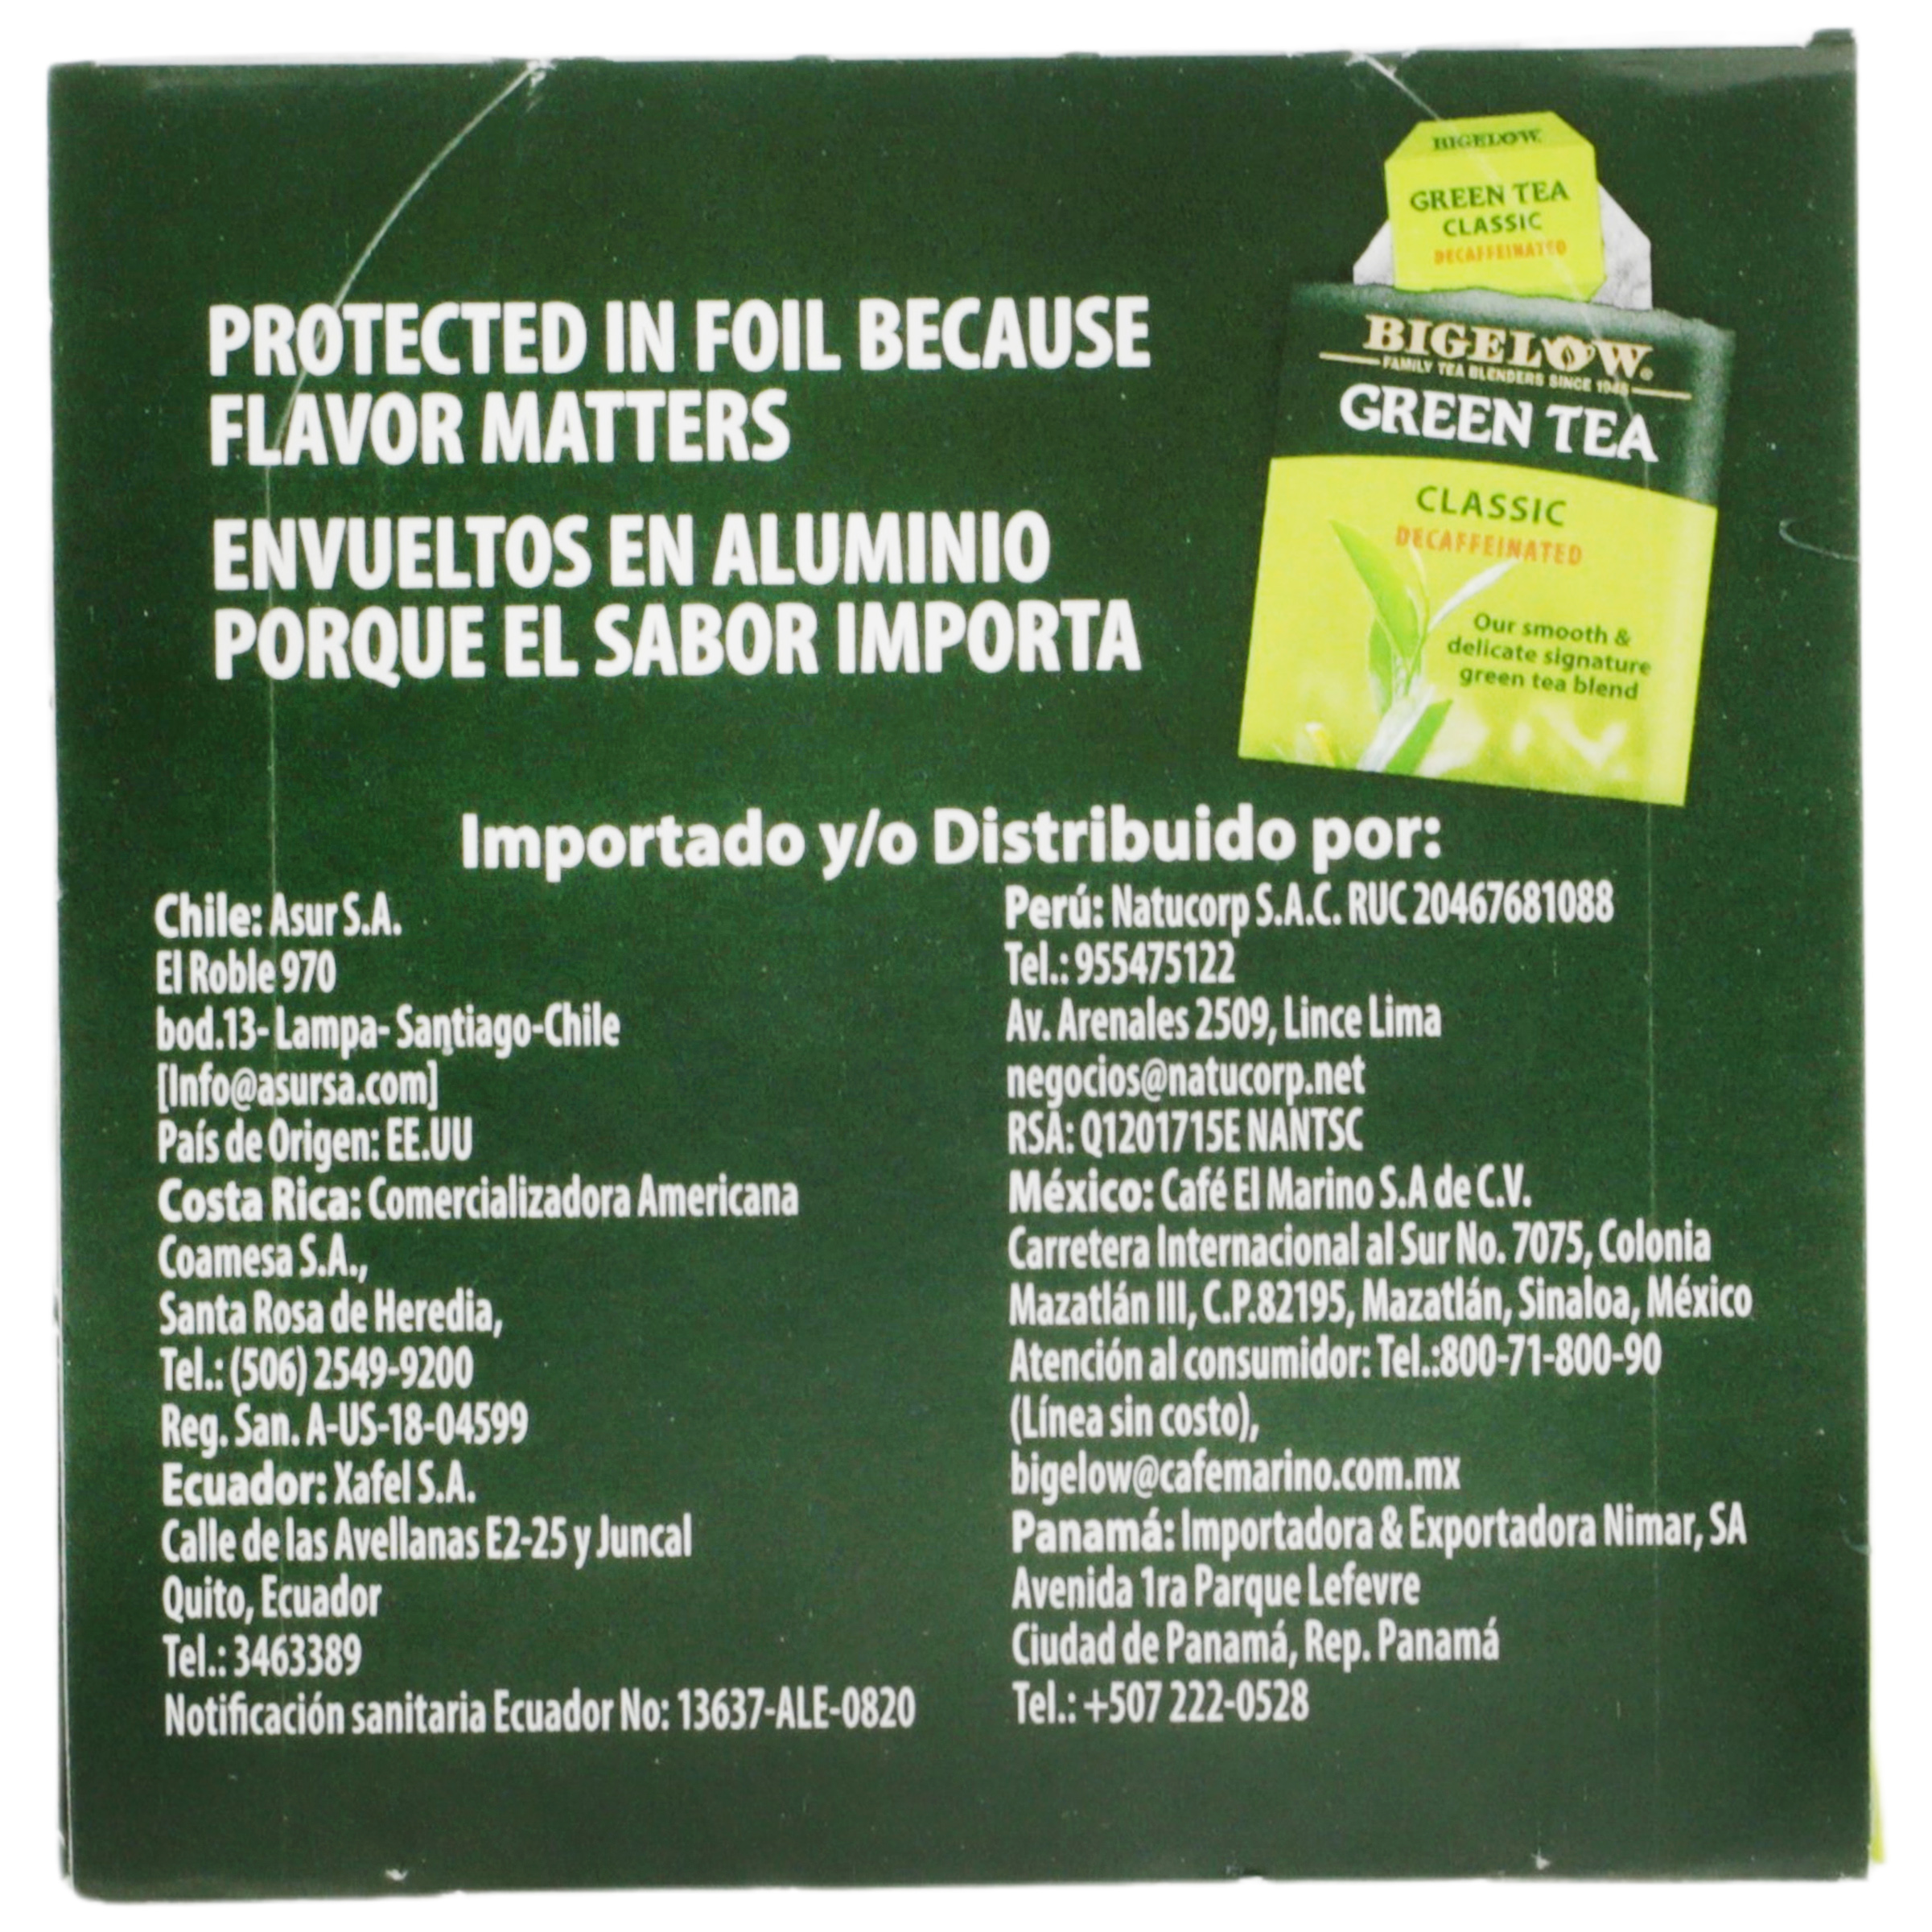 BIGELOW
GREEN TEA
CLASSIC
DECAFFEINATED
BIGELOW®
FAMILY TEA BLENDERS SINCE 1945
GREEN TEA
CLASSIC
DECAFFEINATED
Our smooth &
delicate signature
green tea blend
PROTECTED IN FOIL BECAUSE
FLAVOR MATTERS
ENVUELTOS EN ALUMINIO
PORQUE EL SABOR IMPORTA
Importado y/o Distribuido por:
Chile: Asur S.A.
El Roble 970
bod.13- Lampa- Santiago-Chile
[Info@asursa.com]
País de Origen: EE.UU
Costa Rica: Comercializadora Americana
Coamesa S.A.,
Santa Rosa de Heredia,
Tel.: (506) 2549-9200
Reg. San. A-US-18-04599
Ecuador: Xafel S.A.
Calle de las Avellanas E2-25 y Juncal
Quito, Ecuador
Tel.: 3463389
Notificación sanitaria Ecuador No: 13637-ALE-0820
Perú: Natucorp S.A.C. RUC 20467681088
Tel.: 955475122
Av. Arenales 2509, Lince Lima
negocios@natucorp.net
RSA: Q1201715E NANTSC
México: Café El Marino S.A de C.V.
Carretera Internacional al Sur No. 7075, Colonia
Mazatlán III, C.P.82195, Mazatlán, Sinaloa, México
Atención al consumidor: Tel.:800-71-800-90
(Línea sin costo),
bigelow@cafemarino.com.mx
Panamá: Importadora & Exportadora Nimar, SA
Avenida 1ra Parque Lefevre
Ciudad de Panamá, Rep. Panamá
Tel.: +507 222-0528